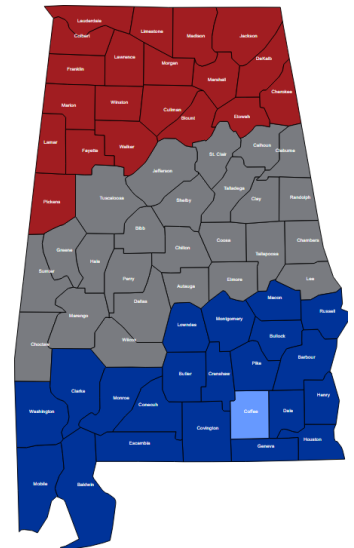 Lauderdale
Limestone
Madison
Jackson
Colbert
Lawrence
Morgan
DeKalb
Franklin
Marshall
Cherokee
Marion
Winston
Cullman
Blount
Etowah
Lamar
Fayette
Walker
St. Clair
Calhoun
Cleburne
Jefferson
Pickens
Tuscaloosa
Shelby
Talladega
Clay
Randolph
Bibb
Greene
Hale
Chilton
Coosa
Tallapoosa
Chambers
Sumter
Perry
Autauga
Elmore
Lee
Dallas
Marengo
Macon
Russell
Choctaw
Wilcox
Lowndes
Montgomery
Bullock
Barbour
Clarke
Butler
Crenshaw
Pike
Washington
Monroe
Conecuh
Coffee
Dale
Henry
Covington
Escambia
Geneva
Houston
Mobile
Baldwin